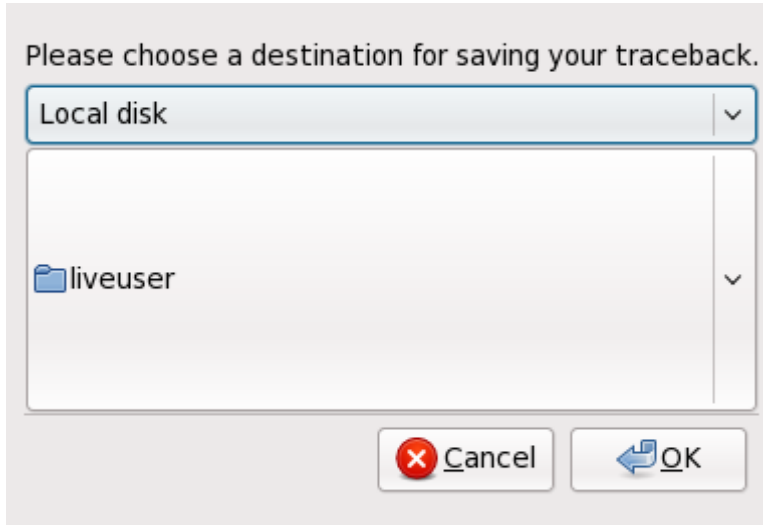 Please choose a destination for saving your traceback.
Local disk
liveuser
Cancel
OK